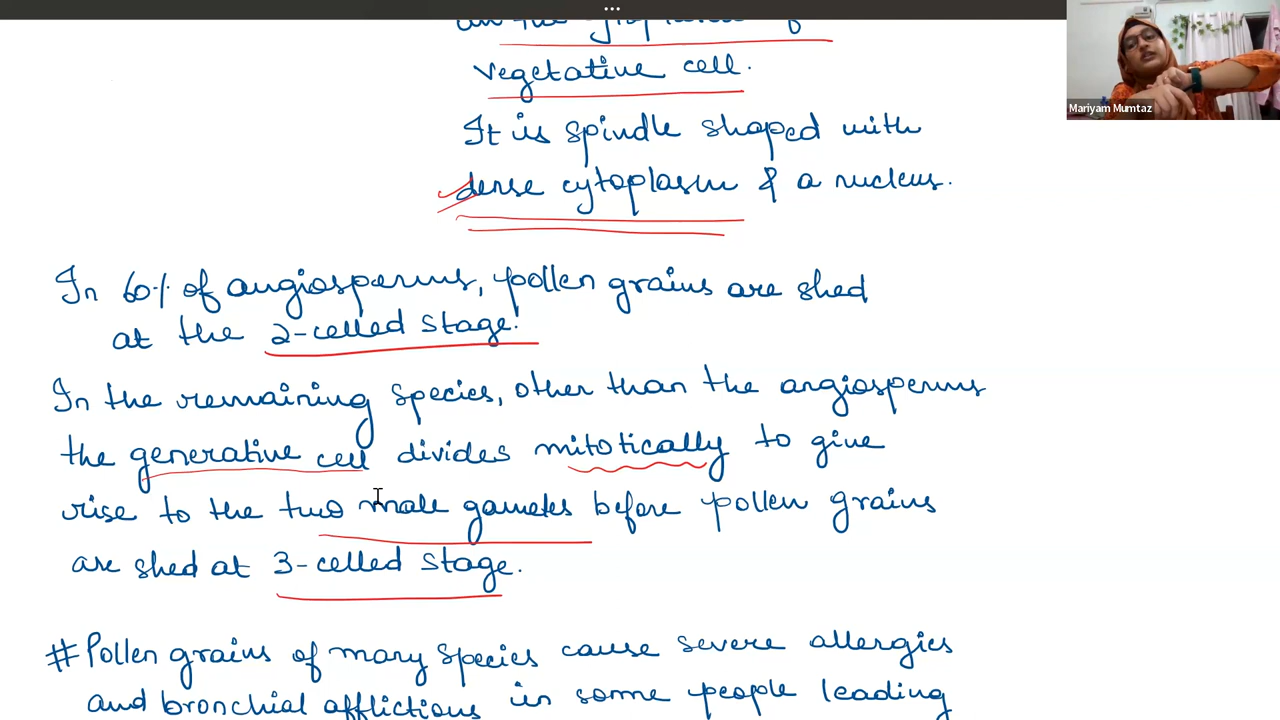 vegetative cell.
Mariyam Mumtaz
It is spindle shaped with
dense cytoplasm & a nucleus.
In 60% of angiosperms, pollen grains are shed
at the 2-celled stage.
In the remaining species, other than the angiosperms
the generative cell divides mitotically to give
rise to the two male gametes before pollen grains
are shed at 3-celled stage.
# Pollen grains of many species cause severe allergies
and bronchial afflictions in some people leading